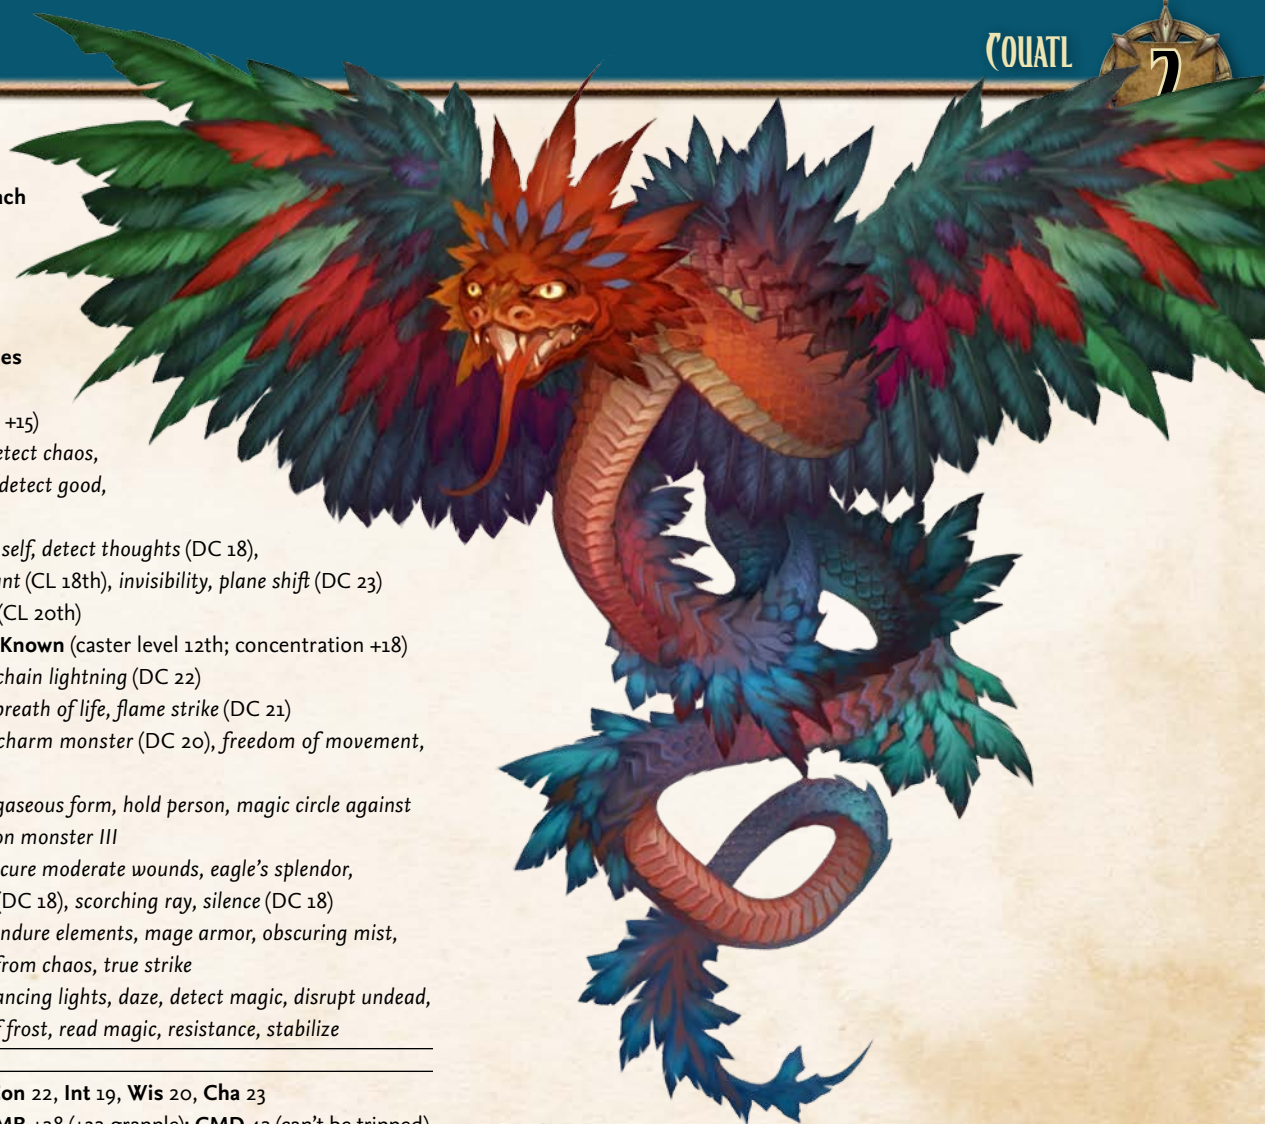 Couatl
2
ach
es
+15)
etect chaos,
detect good,
self, detect thoughts (DC 18),
nt (CL 18th), invisibility, plane shift (DC 23)
(CL 20th)
Known (caster level 12th; concentration +18)
chain lightning (DC 22)
breath of life, flame strike (DC 21)
charm monster (DC 20), freedom of movement,
gaseous form, hold person, magic circle against
on monster III
cure moderate wounds, eagle's splendor,
(DC 18), scorching ray, silence (DC 18)
ndure elements, mage armor, obscuring mist,
from chaos, true strike
ancing lights, daze, detect magic, disrupt undead,
f frost, read magic, resistance, stabilize
on 22, Int 19, Wis 20, Cha 23
(can't be tripped)